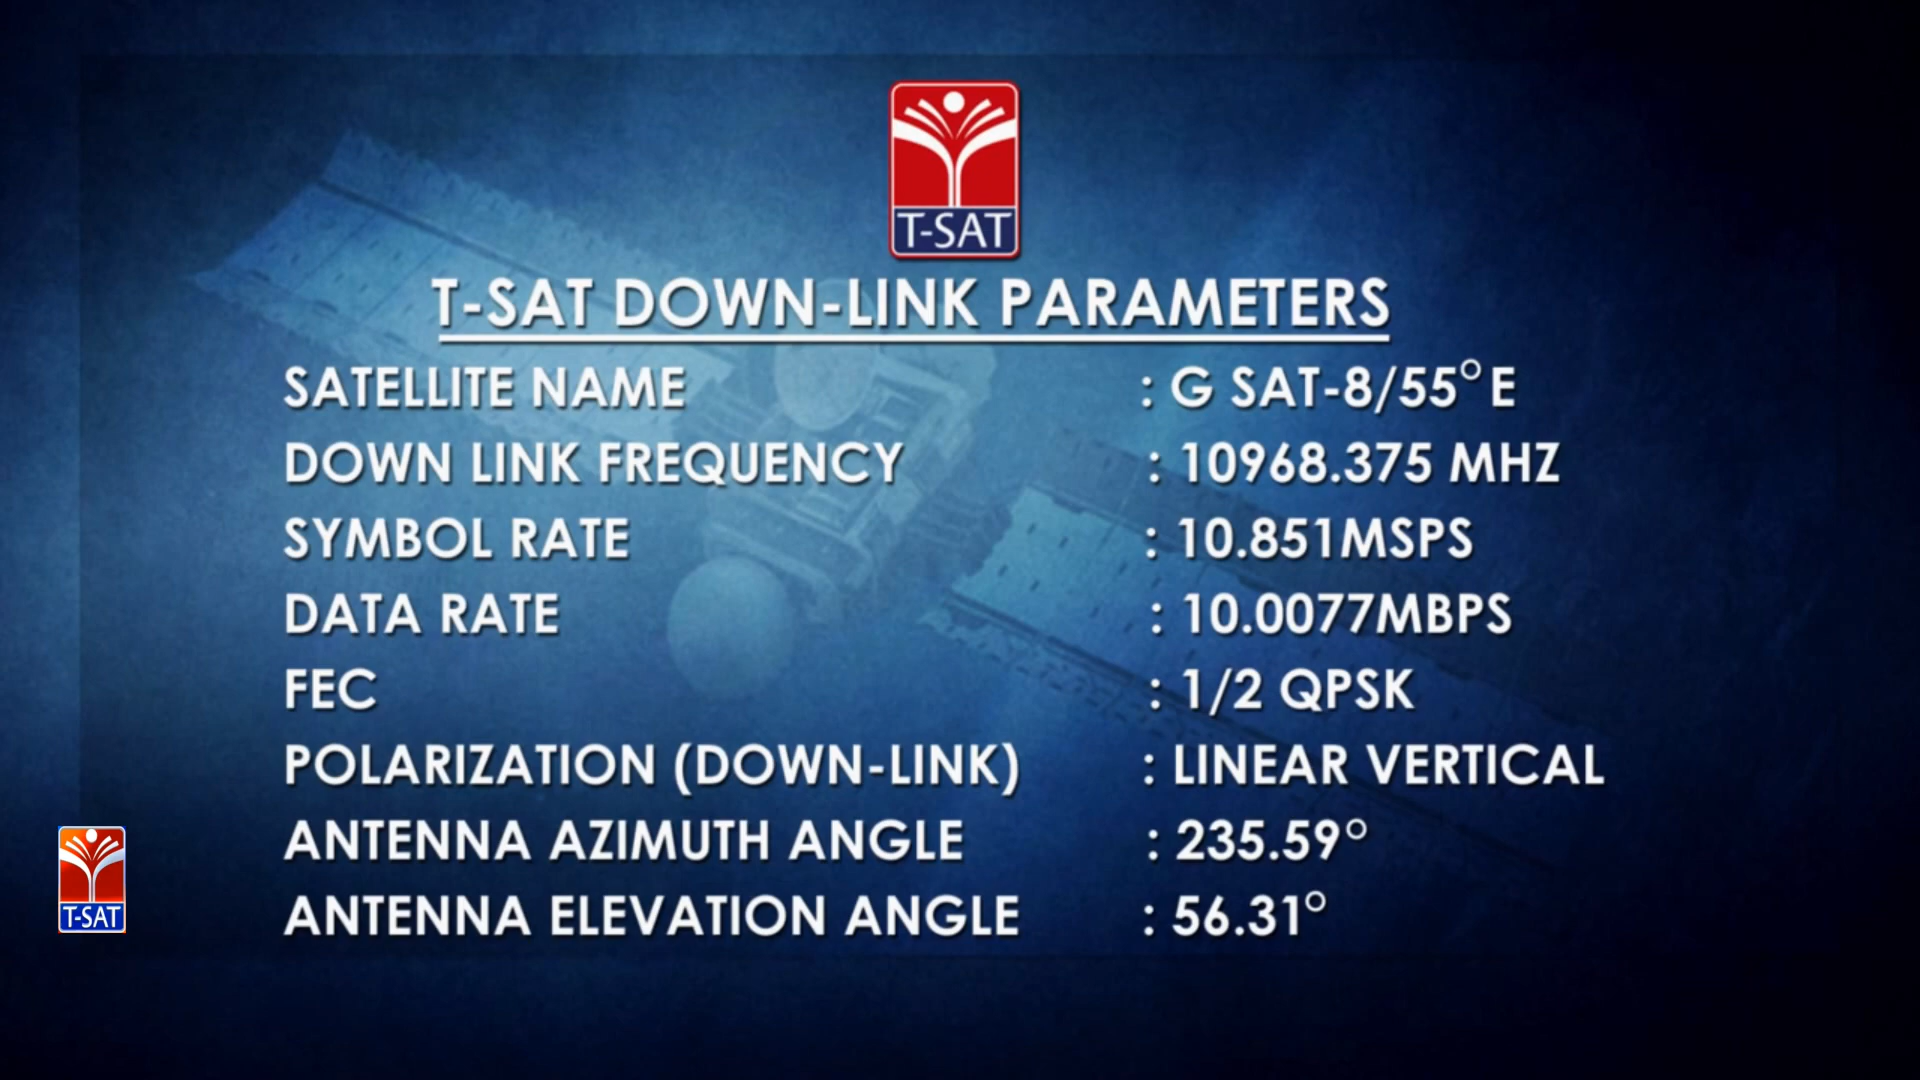 T-SAT
T-SAT DOWN-LINK PARAMETERS
SATELLITE NAME : G SAT-8/55°E
DOWN LINK FREQUENCY : 10968.375 MHZ
SYMBOL RATE : 10.851MSPS
DATA RATE : 10.0077MBPS
FEC : 1/2 QPSK
POLARIZATION (DOWN-LINK) : LINEAR VERTICAL
ANTENNA AZIMUTH ANGLE : 235.59°
ANTENNA ELEVATION ANGLE : 56.31°
T-SAT